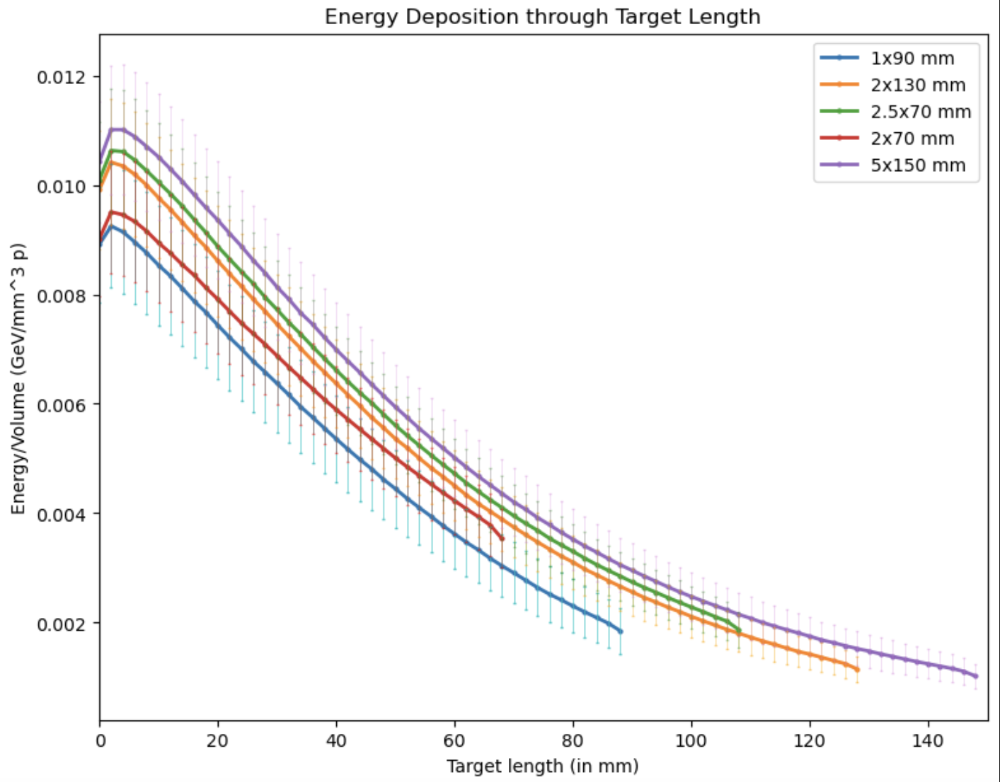 Energy Deposition through Target Length
1x90 mm
2x130 mm
2.5x70 mm
2x70 mm
5x150 mm
Energy/Volume (GeV/mm^3 p)
0.012
0.010
0.008
0.006
0.004
0.002
0 20 40 60 80 100 120 140
Target length (in mm)